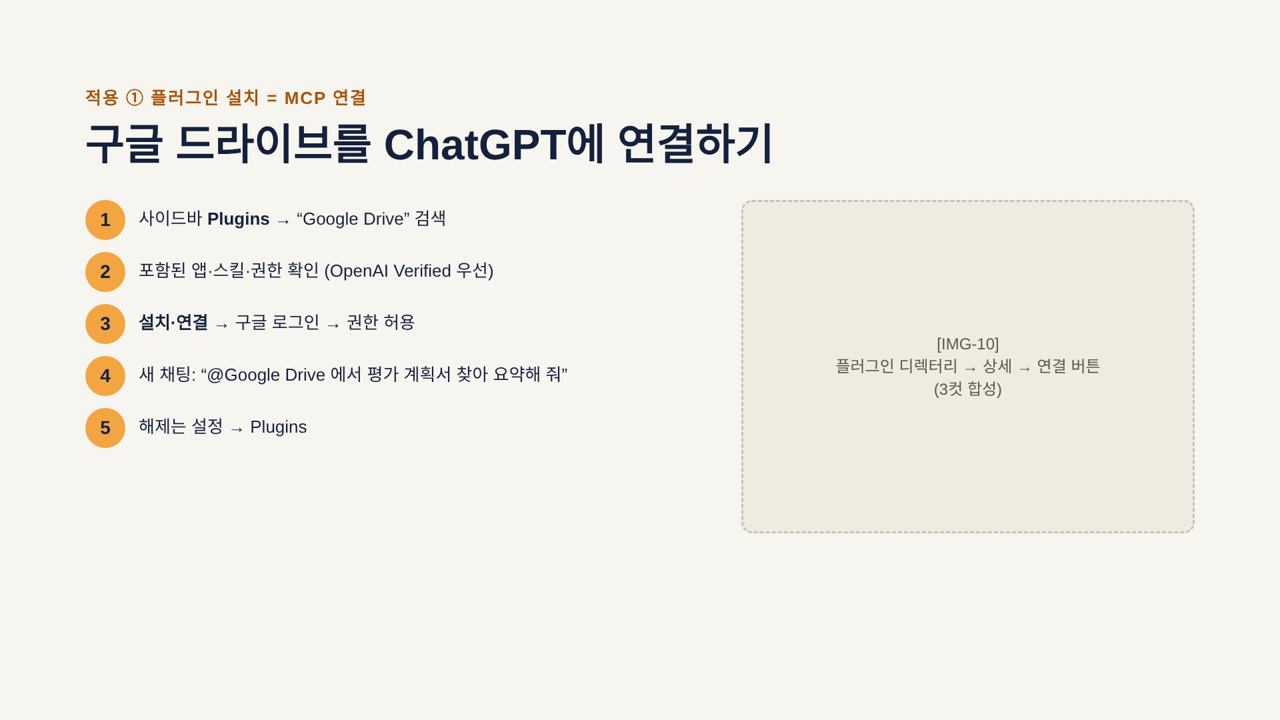 적용 ① 플러그인 설치 = MCP 연결
구글 드라이브를 ChatGPT에 연결하기
1 사이드바 Plugins → “Google Drive” 검색
2 포함된 앱·스킬·권한 확인 (OpenAI Verified 우선)
3 설치·연결 → 구글 로그인 → 권한 허용
4 새 채팅: “@Google Drive 에서 평가 계획서 찾아 요약해 줘”
5 해제는 설정 → Plugins
[IMG-10]
플러그인 디렉터리 → 상세 → 연결 버튼
(3컷 합성)